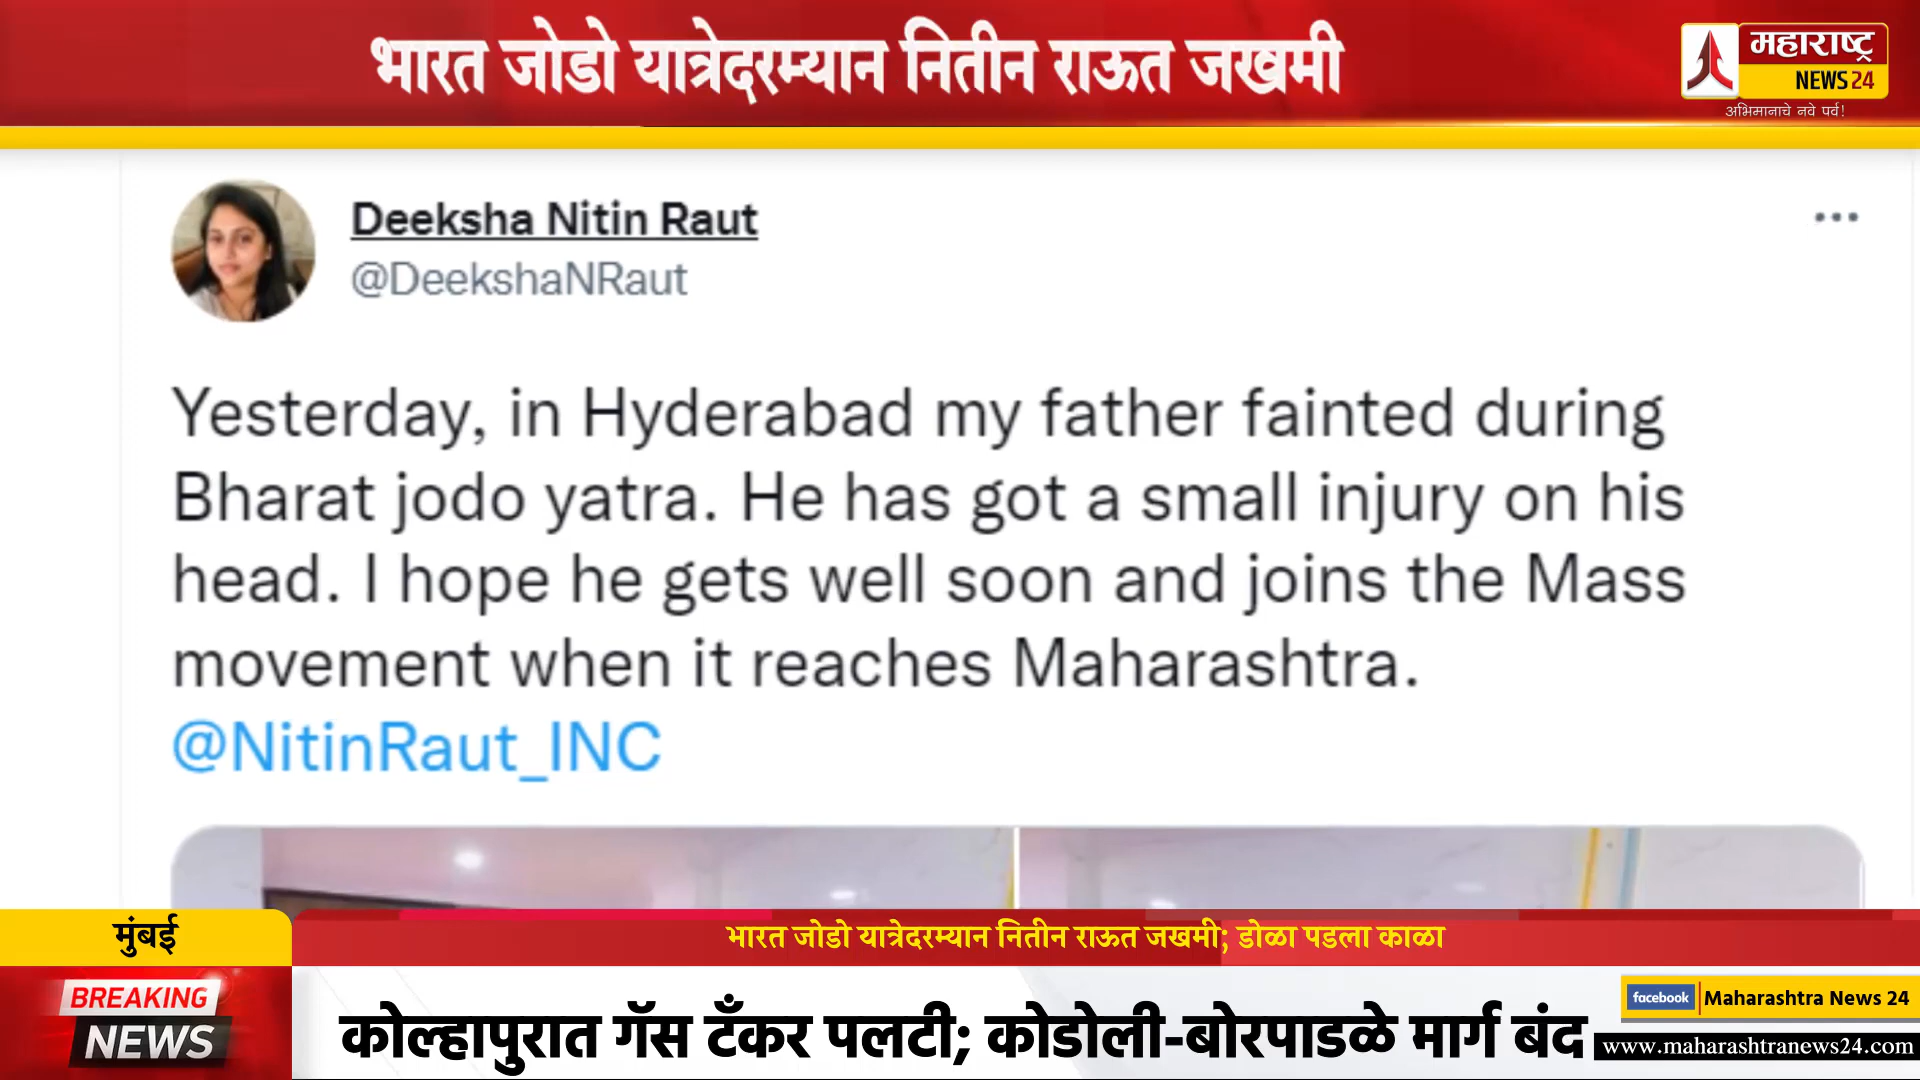 भारत जोडो यात्रेदरम्यान नितीन राऊत जखमी
महाराष्ट्र
NEWS 24
अभिमानाचे नवे पर्व!
Deeksha Nitin Raut
@DeekshaNRaut
Yesterday, in Hyderabad my father fainted during
Bharat jodo yatra. He has got a small injury on his
head. I hope he gets well soon and joins the Mass
movement when it reaches Maharashtra.
@NitinRaut_INC
मुंबई
भारत जोडो यात्रेदरम्यान नितीन राऊत जखमी; डोळा पडला काळा
BREAKING
NEWS
कोल्हापुरात गॅस टँकर पलटी; कोडोली-बोरपाडळे मार्ग बंद
facebook Maharashtra News 24
www.maharashtranews24.com